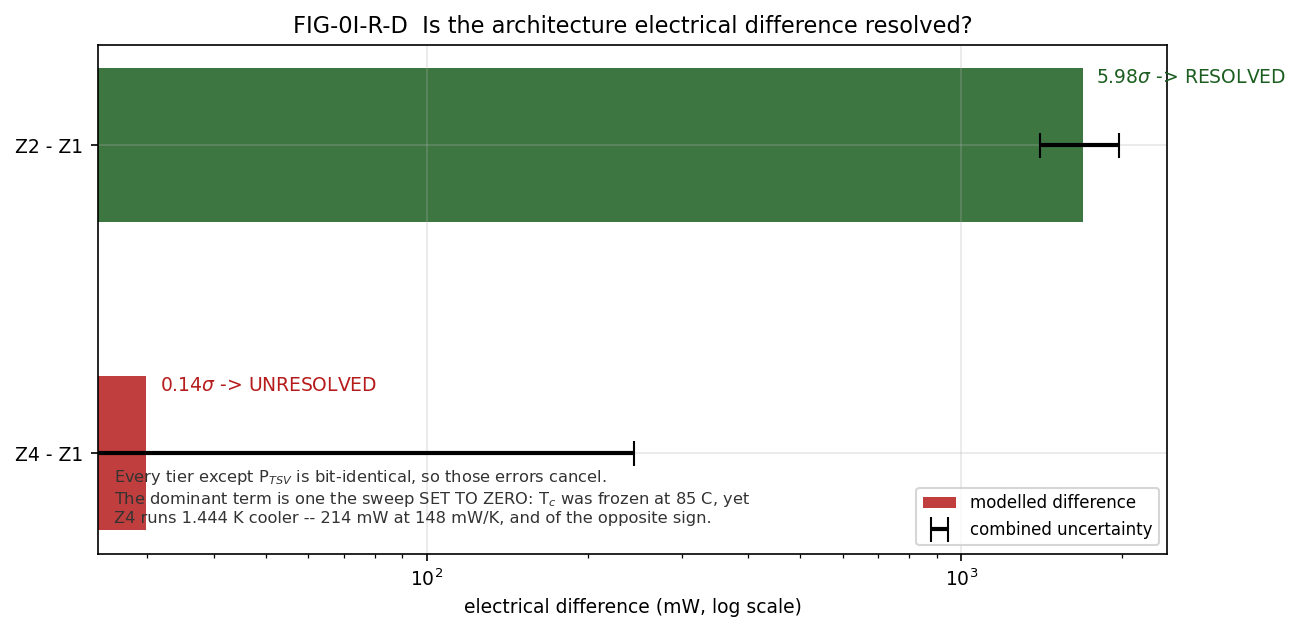 FIG-0I-R-D  Is the architecture electrical difference resolved?
5.98σ -> RESOLVED
Z2 - Z1
0.14σ -> UNRESOLVED
Z4 - Z1
Every tier except P_TSV is bit-identical, so those errors cancel.
The dominant term is one the sweep SET TO ZERO: T_c was frozen at 85 C, yet
Z4 runs 1.444 K cooler -- 214 mW at 148 mW/K, and of the opposite sign.
modelled difference
combined uncertainty
10^2
10^3
electrical difference (mW, log scale)